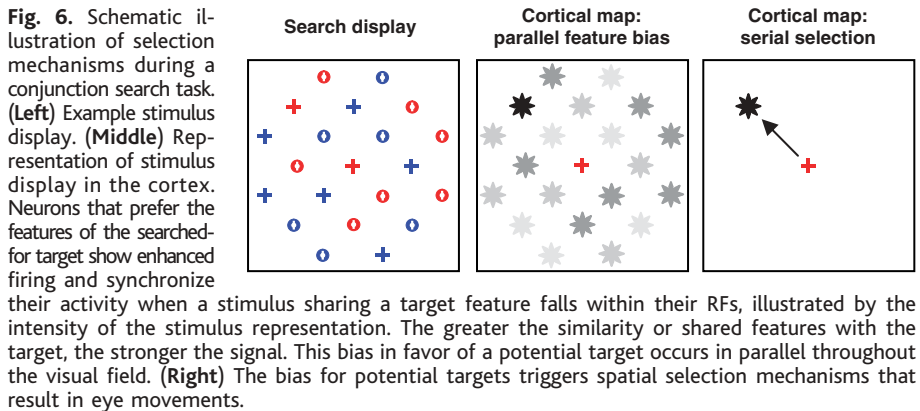 Fig. 6. Schematic il-
lustration of selection
mechanisms during a
conjunction search task.
(Left) Example stimulus
display. (Middle) Rep-
resentation of stimulus
display in the cortex.
Neurons that prefer the
features of the searched-
for target show enhanced
firing and synchronize
their activity when a stimulus sharing a target feature falls within their RFs, illustrated by the
intensity of the stimulus representation. The greater the similarity or shared features with the
target, the stronger the signal. This bias in favor of a potential target occurs in parallel throughout
the visual field. (Right) The bias for potential targets triggers spatial selection mechanisms that
result in eye movements.
Search display
Cortical map:
parallel feature bias
Cortical map:
serial selection